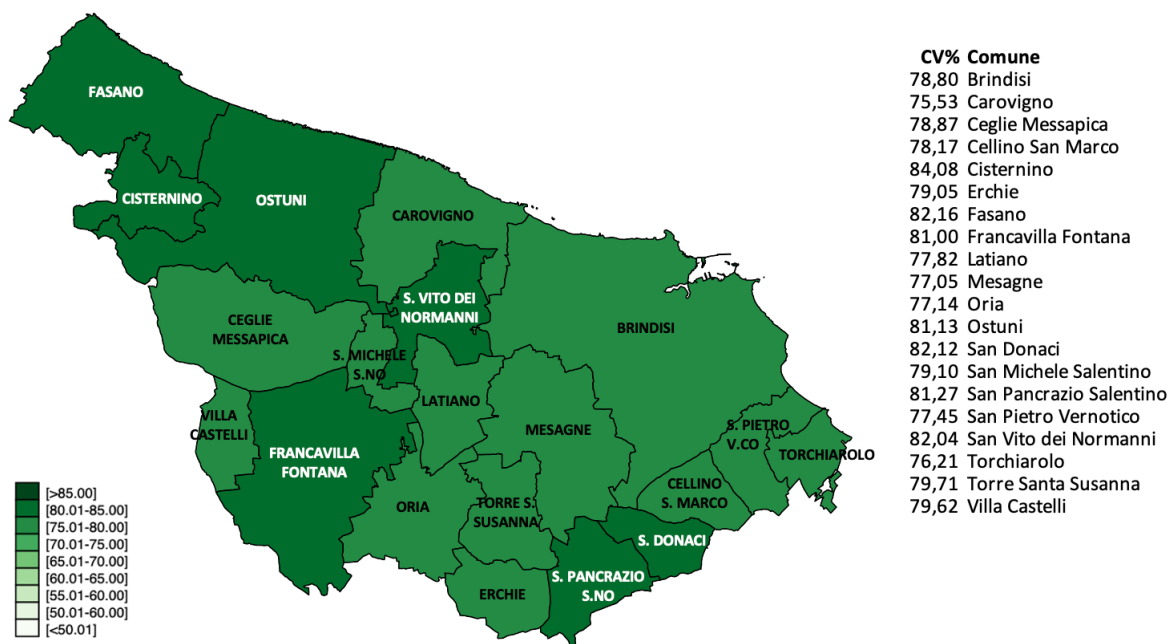 FASANO
CISTERNINO
OSTUNI
CAROVIGNO
S. VITO DEI
NORMANNI
BRINDISI
CEGLIE
MESSAPICA
S. MICHELE
S.NO
LATIANO
VILLA
CASTELLI
MESAGNE
S. PIETRO
V.CO
TORCHIAROLO
FRANCAVILLA
FONTANA
CELLINO
S. MARCO
ORIA
TORRE S.
SUSANNA
S. DONACI
S. PANCRAZIO
S.NO
ERCHIE
[>85.00]
[80.01-85.00]
[75.01-80.00]
[70.01-75.00]
[65.01-70.00]
[60.01-65.00]
[55.01-60.00]
[50.01-60.00]
[<50.01]
CV% Comune
78,80 Brindisi
75,53 Carovigno
78,87 Ceglie Messapica
78,17 Cellino San Marco
84,08 Cisternino
79,05 Erchie
82,16 Fasano
81,00 Francavilla Fontana
77,82 Latiano
77,05 Mesagne
77,14 Oria
81,13 Ostuni
82,12 San Donaci
79,10 San Michele Salentino
81,27 San Pancrazio Salentino
77,45 San Pietro Vernotico
82,04 San Vito dei Normanni
76,21 Torchiarolo
79,71 Torre Santa Susanna
79,62 Villa Castelli